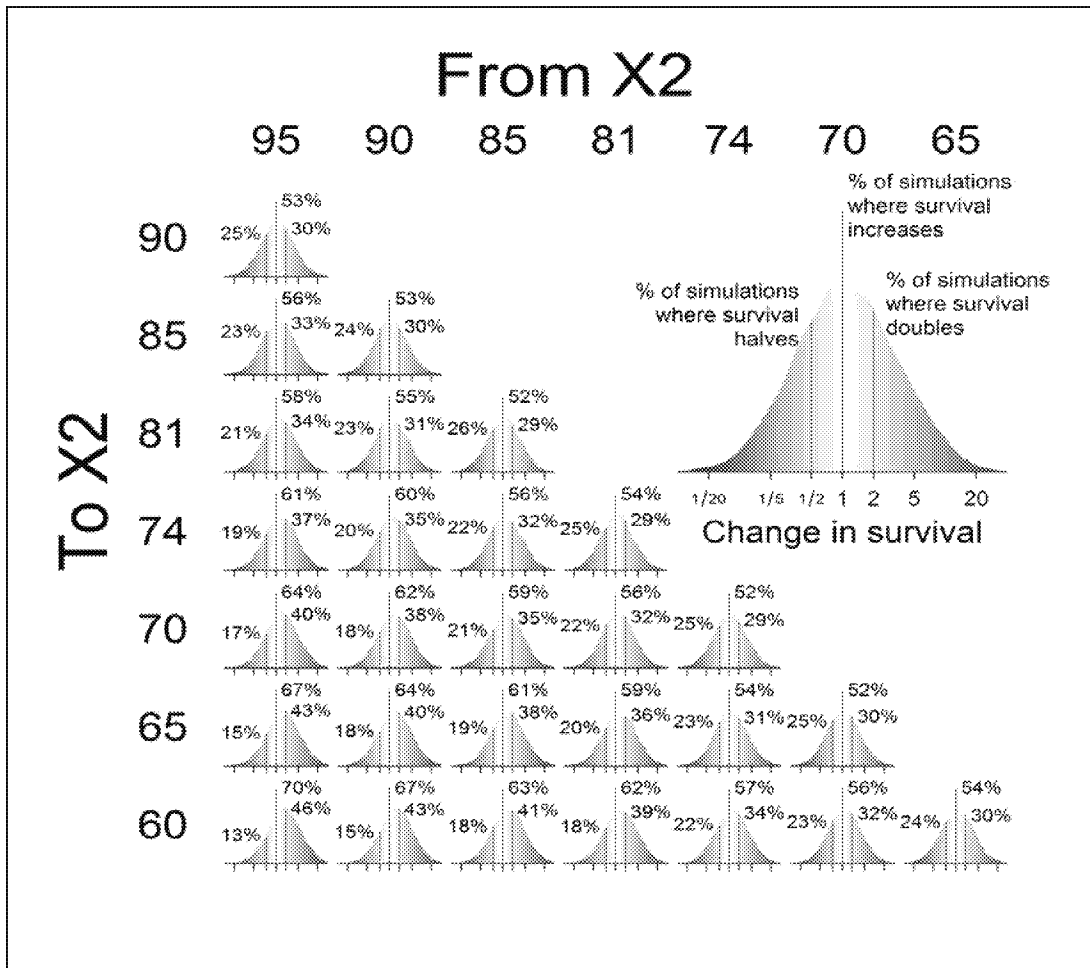 From X2
95 90 85 81 74 70 65
% of simulations
where survival
increases
% of simulations
where survival
halves
% of simulations
where survival
doubles
1/20 1/5 1/2 1 2 5 20
Change in survival
To X2
90
53%
25% 30%
85
56% 53%
23% 33% 24% 30%
81
58% 55% 52%
21% 34% 23% 31% 26% 29%
74
61% 60% 56% 54%
19% 37% 20% 35% 22% 32% 25% 29%
70
64% 62% 59% 56% 52%
17% 40% 18% 38% 21% 35% 22% 32% 25% 29%
65
67% 64% 61% 59% 54% 52%
15% 43% 18% 40% 19% 38% 20% 36% 23% 31% 25% 30%
60
70% 67% 63% 62% 57% 56% 54%
13% 46% 15% 43% 18% 41% 18% 39% 22% 34% 23% 32% 24% 30%